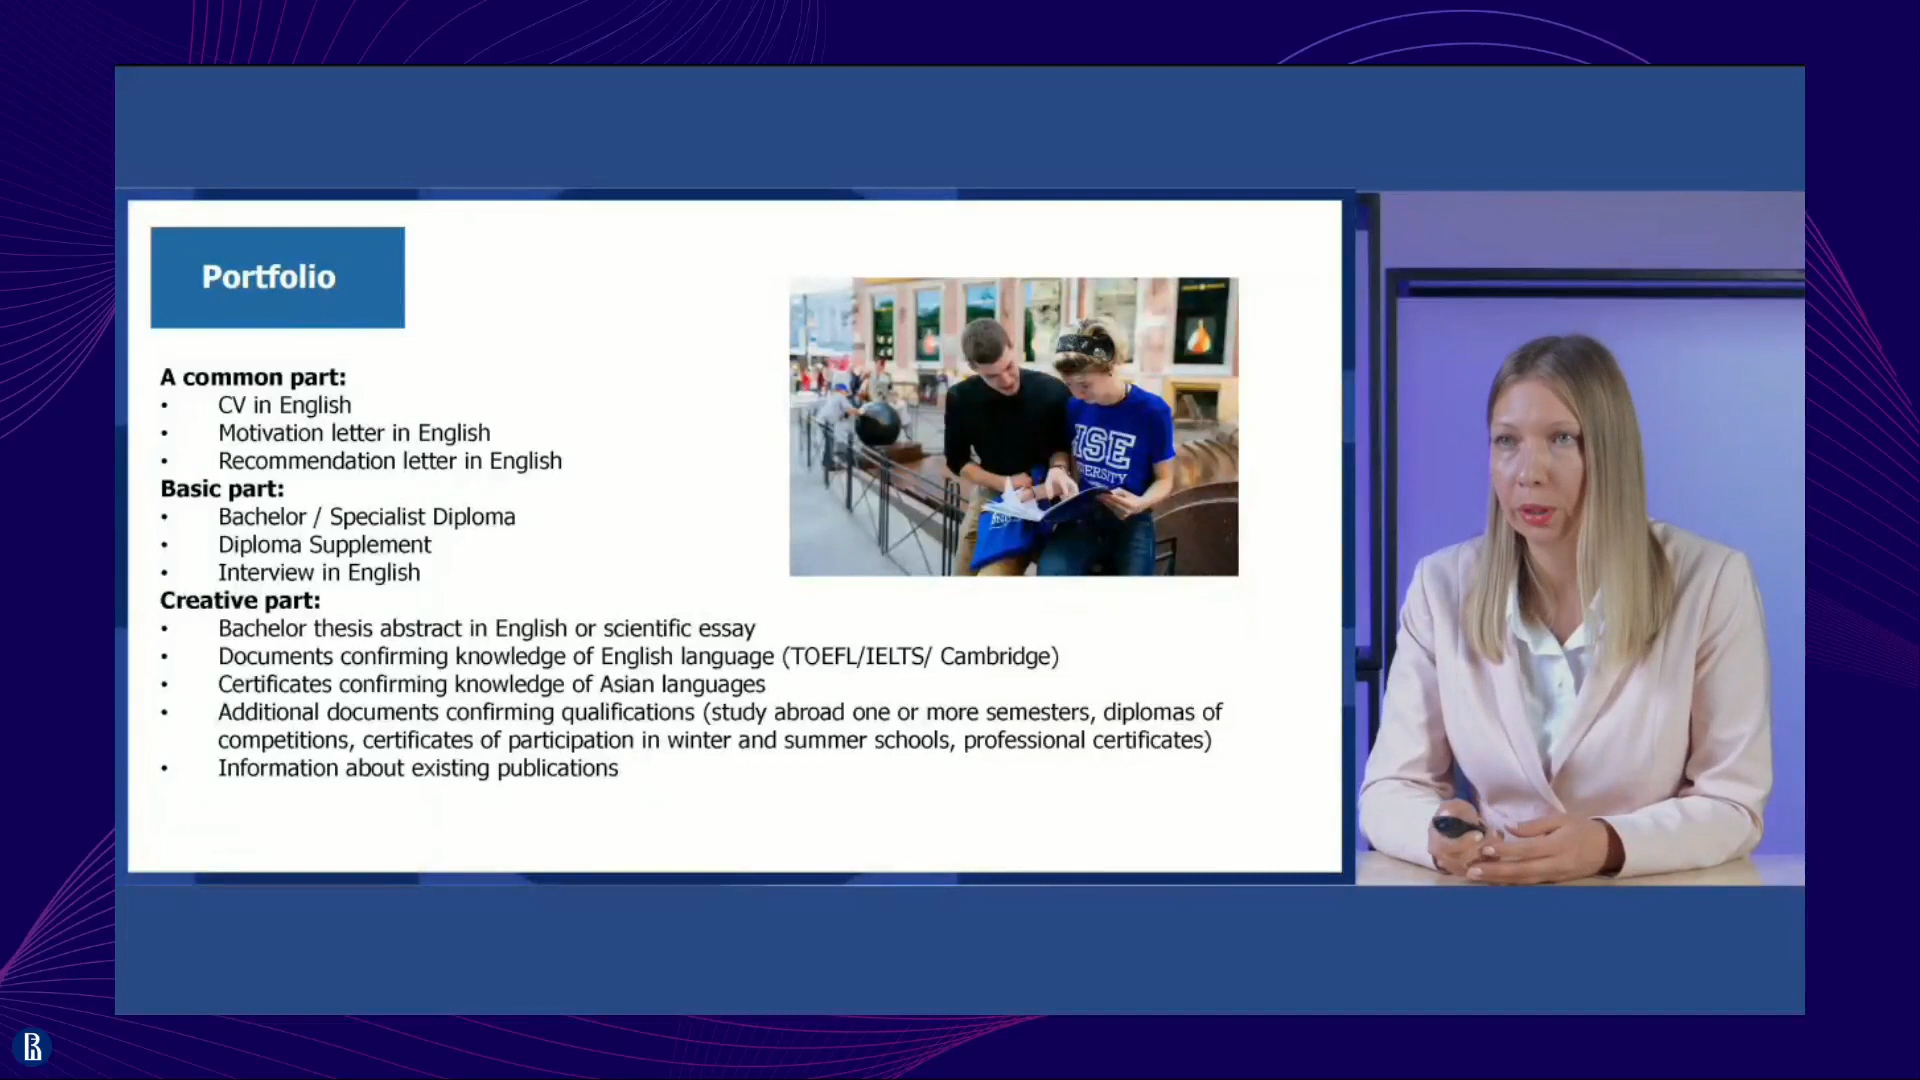 Portfolio
A common part:
• CV in English
• Motivation letter in English
• Recommendation letter in English
Basic part:
• Bachelor / Specialist Diploma
• Diploma Supplement
• Interview in English
Creative part:
• Bachelor thesis abstract in English or scientific essay
• Documents confirming knowledge of English language (TOEFL/IELTS/ Cambridge)
• Certificates confirming knowledge of Asian languages
• Additional documents confirming qualifications (study abroad one or more semesters, diplomas of
competitions, certificates of participation in winter and summer schools, professional certificates)
• Information about existing publications
HSE